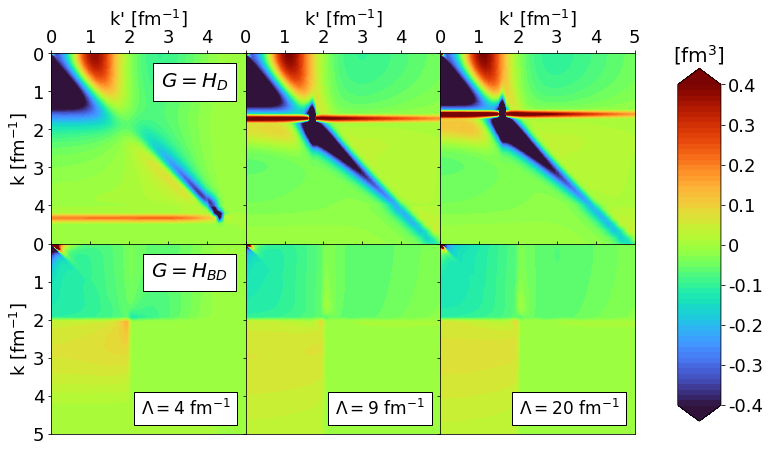 k' [fm⁻¹] k' [fm⁻¹] k' [fm⁻¹]
0 1 2 3 4 0 1 2 3 4 0 1 2 3 4 5
[fm³]
k [fm⁻¹]
0
1
2
3
4
G = H_D
k [fm⁻¹]
0
1
2
3
4
5
G = H_BD
Λ = 4 fm⁻¹ Λ = 9 fm⁻¹ Λ = 20 fm⁻¹
0.4
0.3
0.2
0.1
0
-0.1
-0.2
-0.3
-0.4